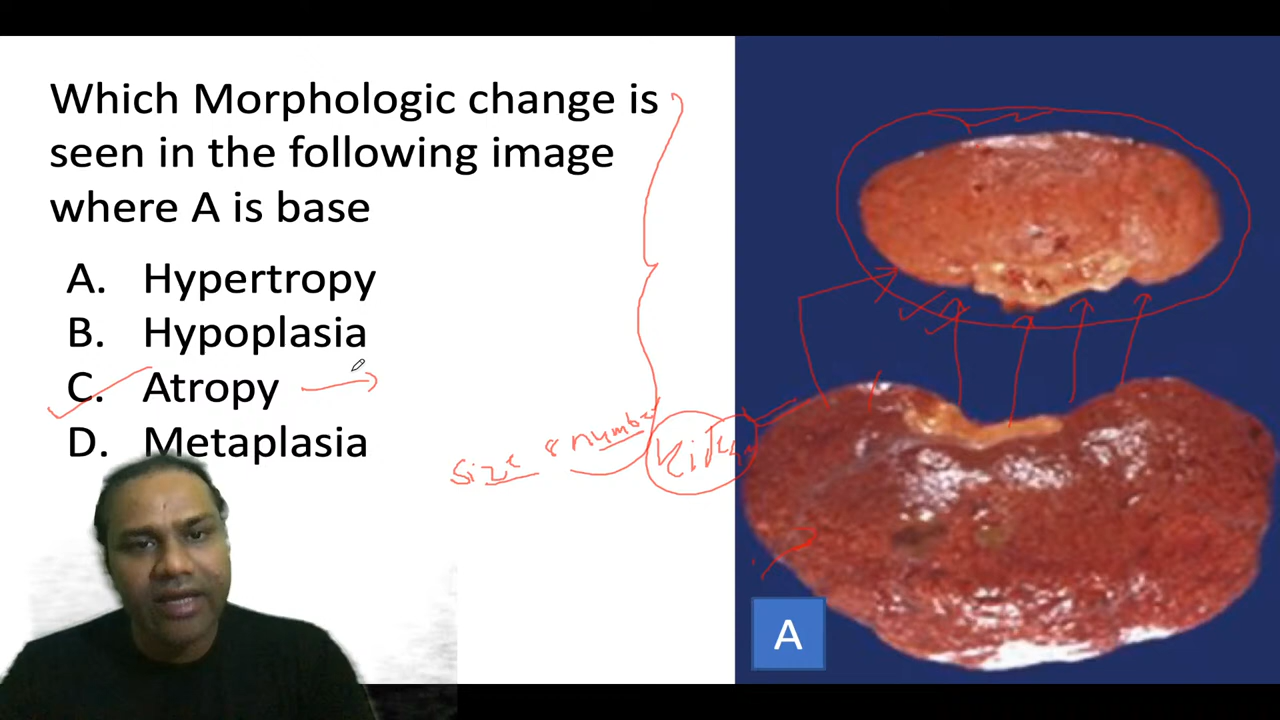 Which Morphologic change is
seen in the following image
where A is base
A. Hypertropy
B. Hypoplasia
C. Atropy
D. Metaplasia
size & number
A